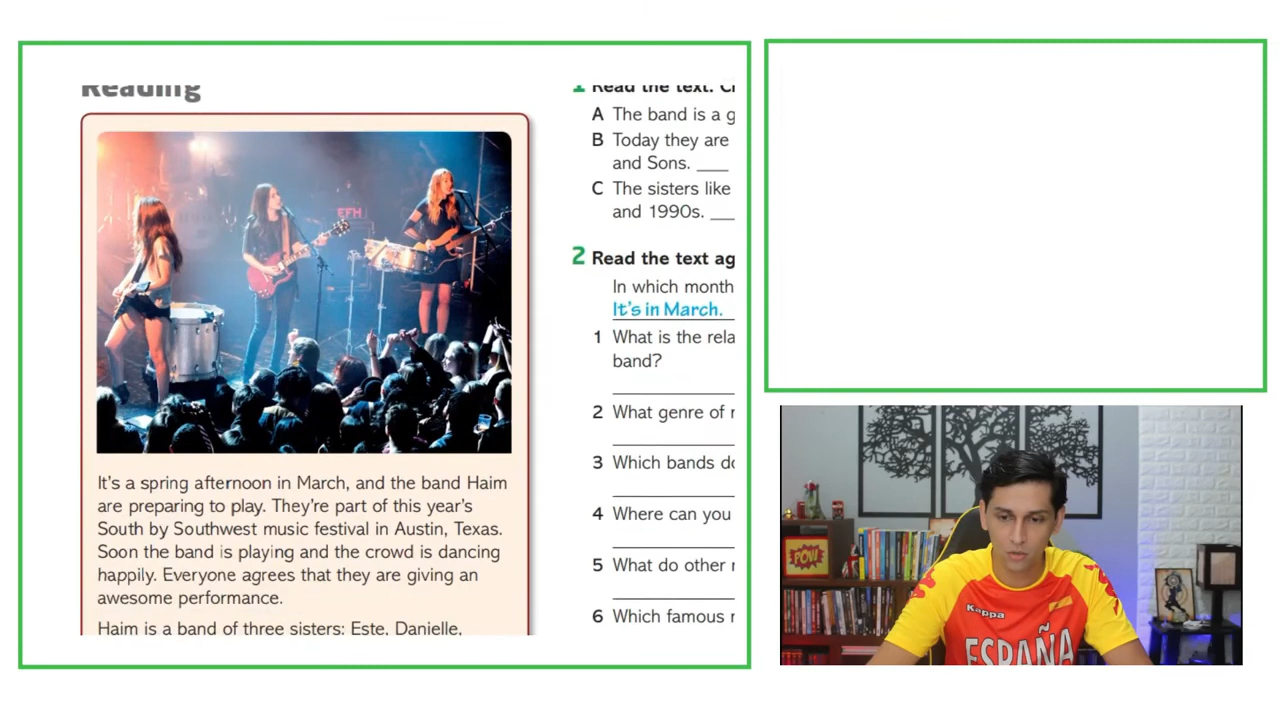 Reading
It's a spring afternoon in March, and the band Haim
are preparing to play. They're part of this year's
South by Southwest music festival in Austin, Texas.
Soon the band is playing and the crowd is dancing
happily. Everyone agrees that they are giving an
awesome performance.
Haim is a band of three sisters: Este, Danielle,
1 Read the text.
A The band is a
B Today they are
and Sons. ____
C The sisters like
and 1990s. ____
2 Read the text
In which month
It's in March.
1 What is the
band?
2 What genre of
3 Which bands
4 Where can you
5 What do other
6 Which famous
EFH
POW
Kappa
ESPAÑA